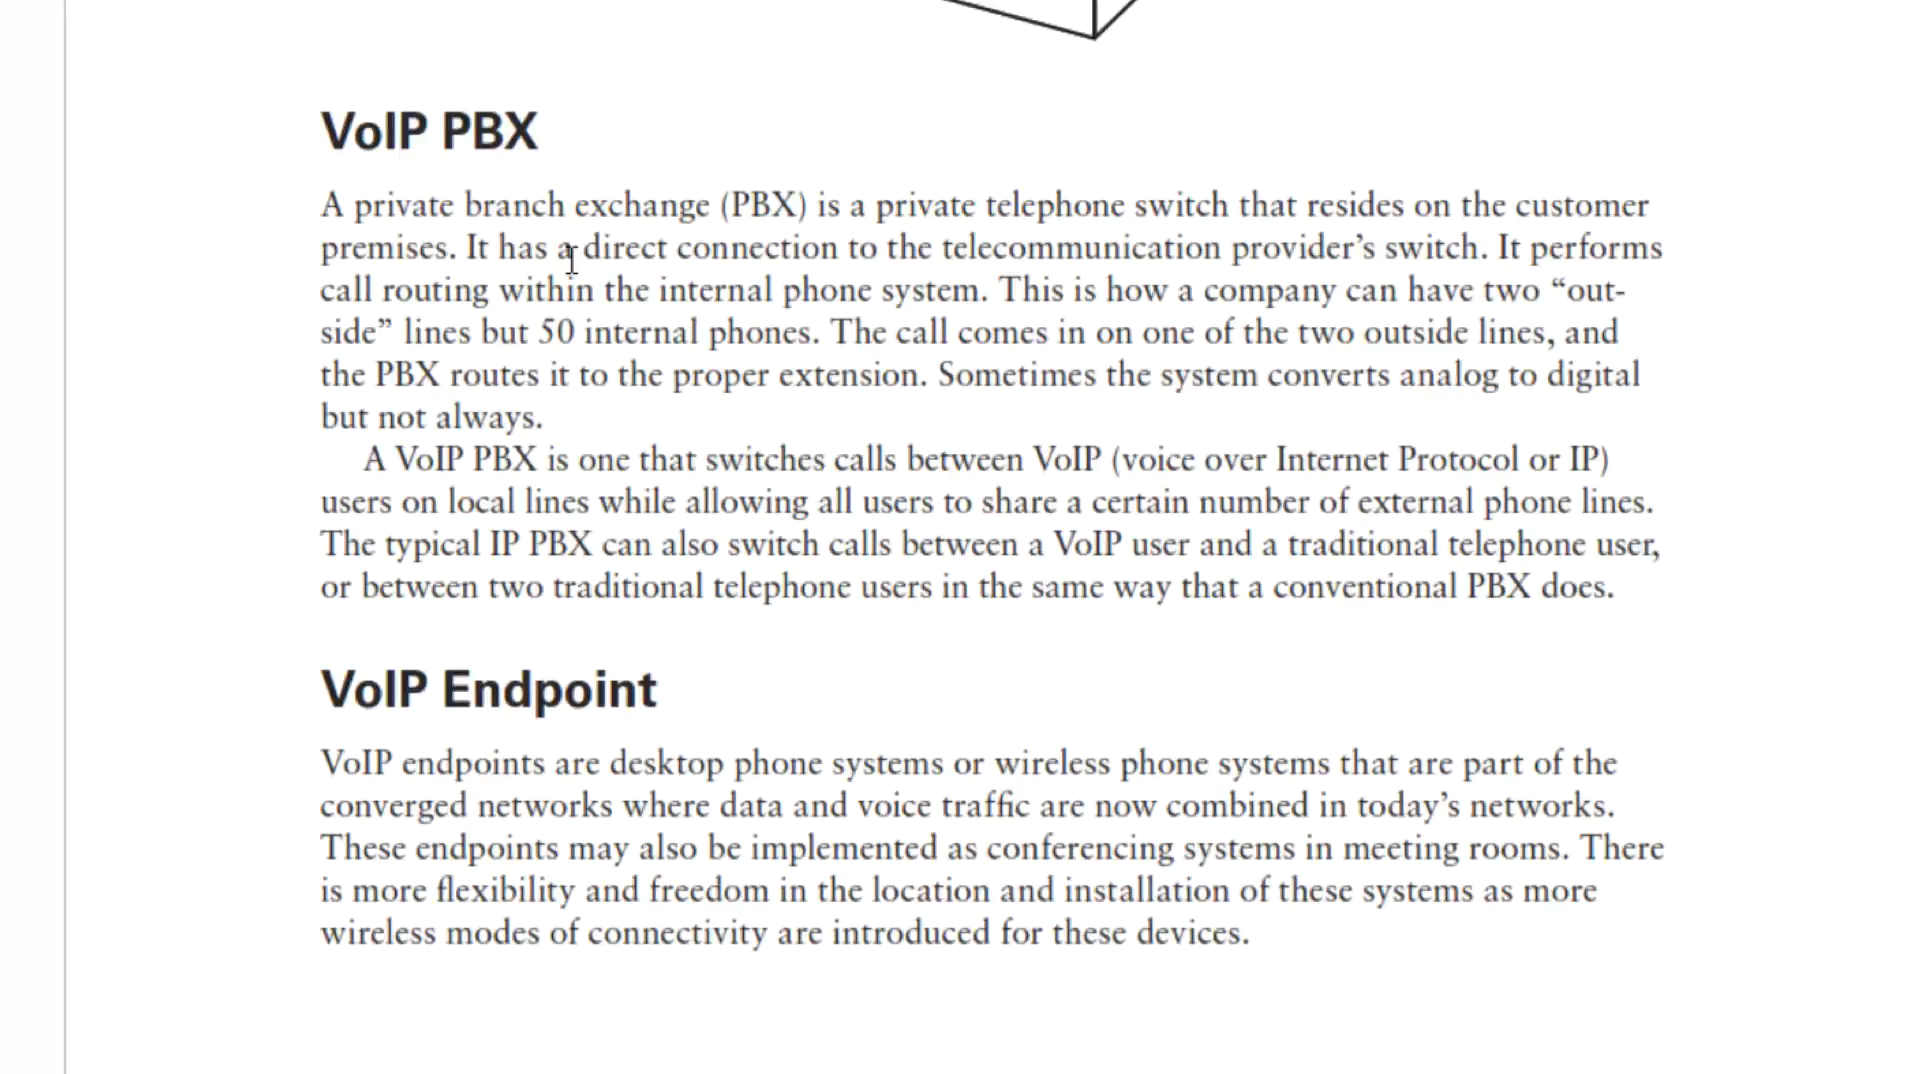 VoIP PBX
A private branch exchange (PBX) is a private telephone switch that resides on the customer
premises. It has a direct connection to the telecommunication provider’s switch. It performs
call routing within the internal phone system. This is how a company can have two “out-
side” lines but 50 internal phones. The call comes in on one of the two outside lines, and
the PBX routes it to the proper extension. Sometimes the system converts analog to digital
but not always.
A VoIP PBX is one that switches calls between VoIP (voice over Internet Protocol or IP)
users on local lines while allowing all users to share a certain number of external phone lines.
The typical IP PBX can also switch calls between a VoIP user and a traditional telephone user,
or between two traditional telephone users in the same way that a conventional PBX does.
VoIP Endpoint
VoIP endpoints are desktop phone systems or wireless phone systems that are part of the
converged networks where data and voice traffic are now combined in today’s networks.
These endpoints may also be implemented as conferencing systems in meeting rooms. There
is more flexibility and freedom in the location and installation of these systems as more
wireless modes of connectivity are introduced for these devices.